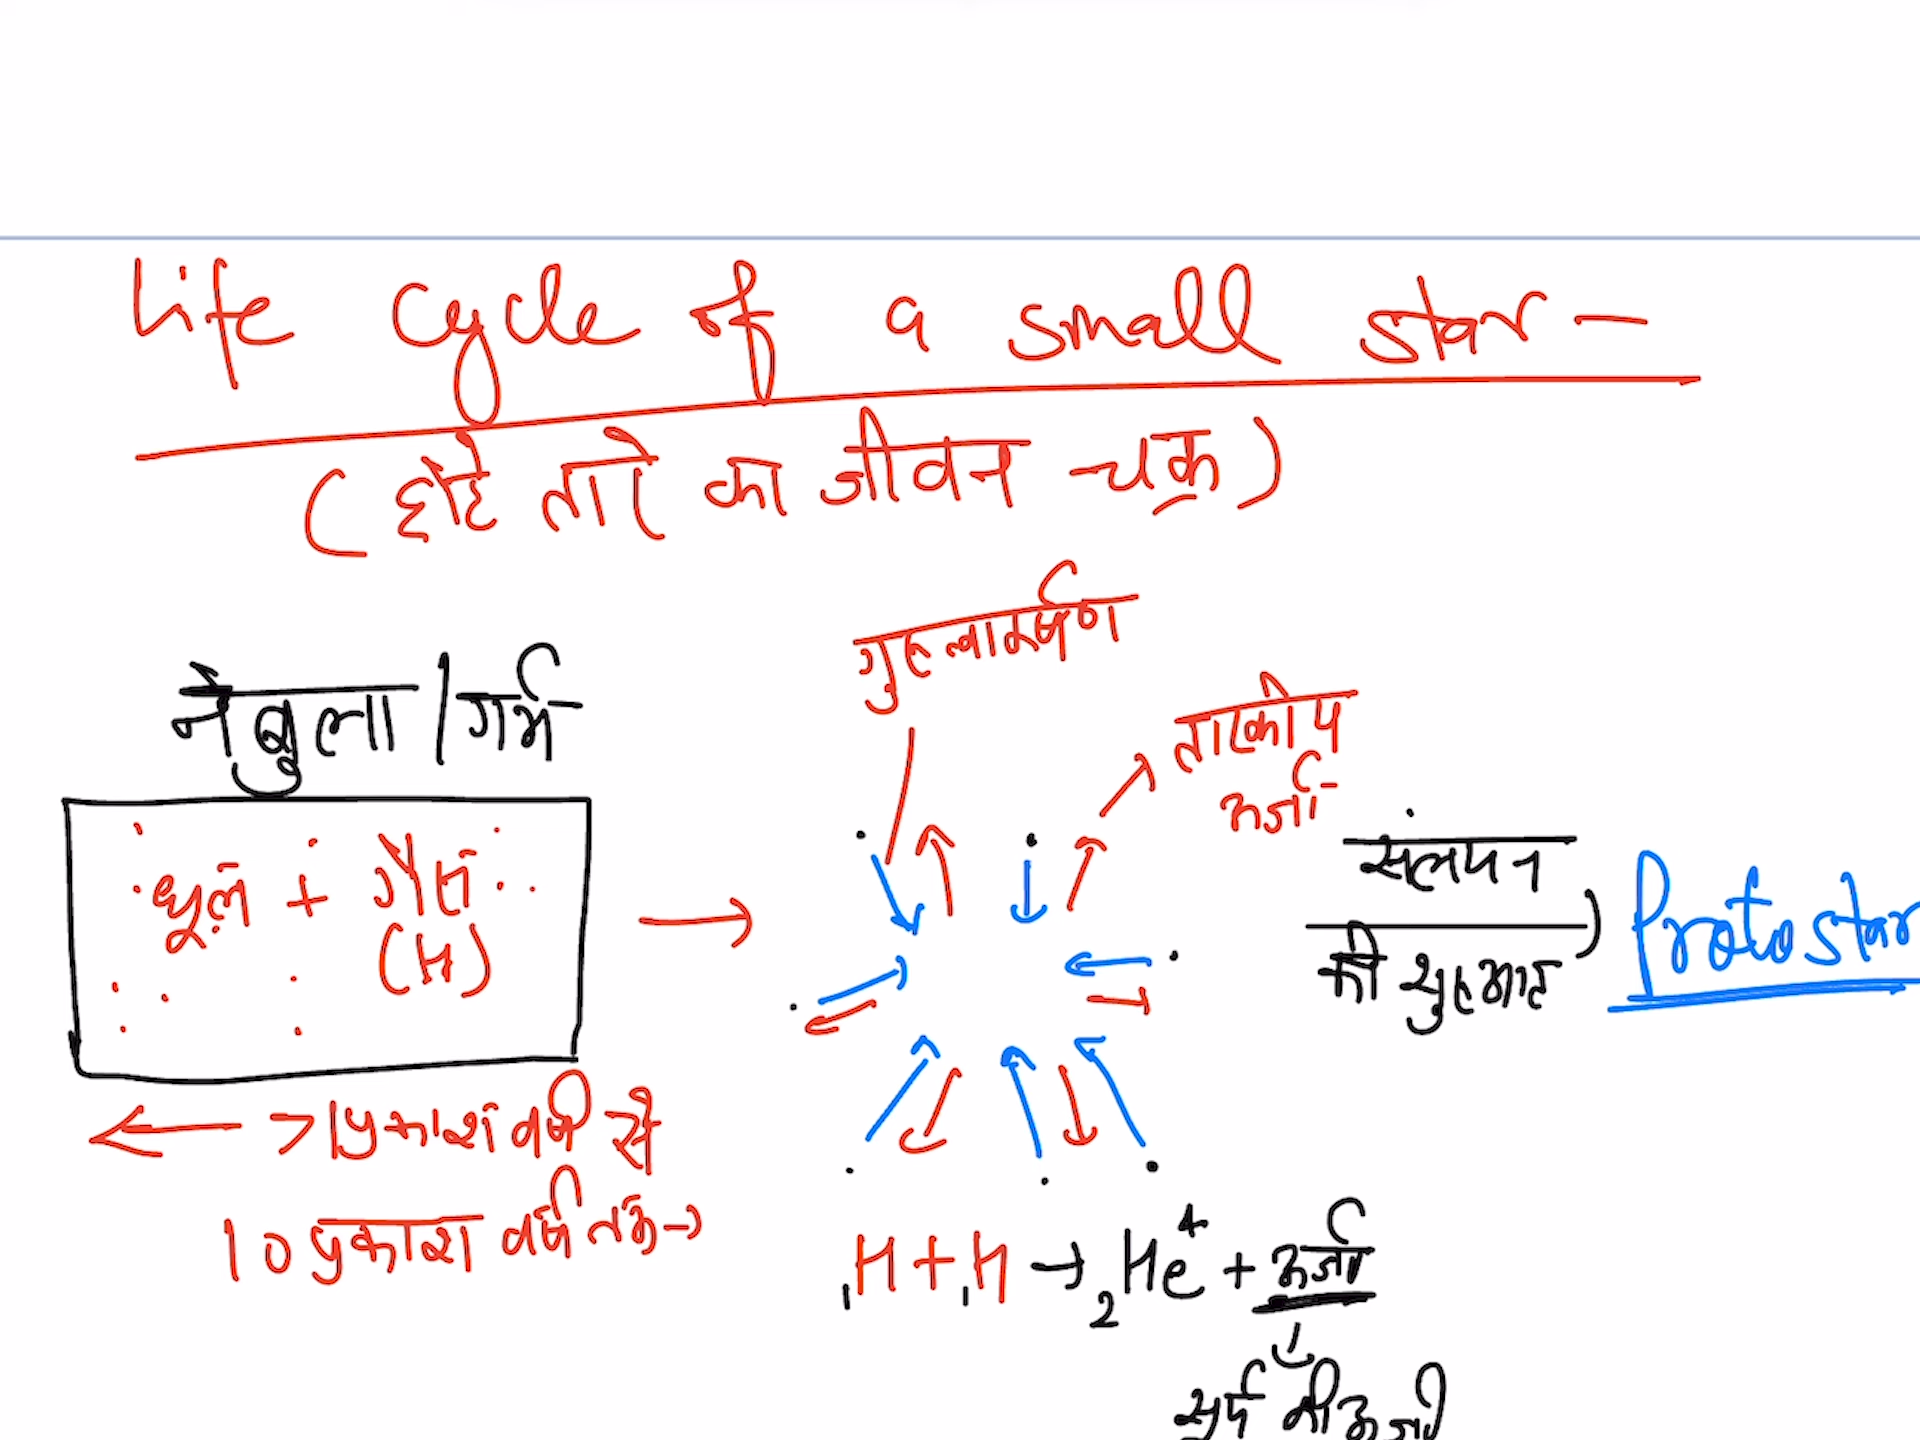 Life cycle of a small star -
(छोटे तारे का जीवन - चक्र)
गुरुत्वाकर्षण
नेबुला / गर्भ
तारकीय
ऊर्जा
धूल + गैस
(H)
संलयन
की शुरुआत)
Protostar
> 1 प्रकाश वर्ष से
10 प्रकाश वर्ष तक →
₁H + ₁H → ₂He⁴ + ऊर्जा
सूर्य की ऊर्जा